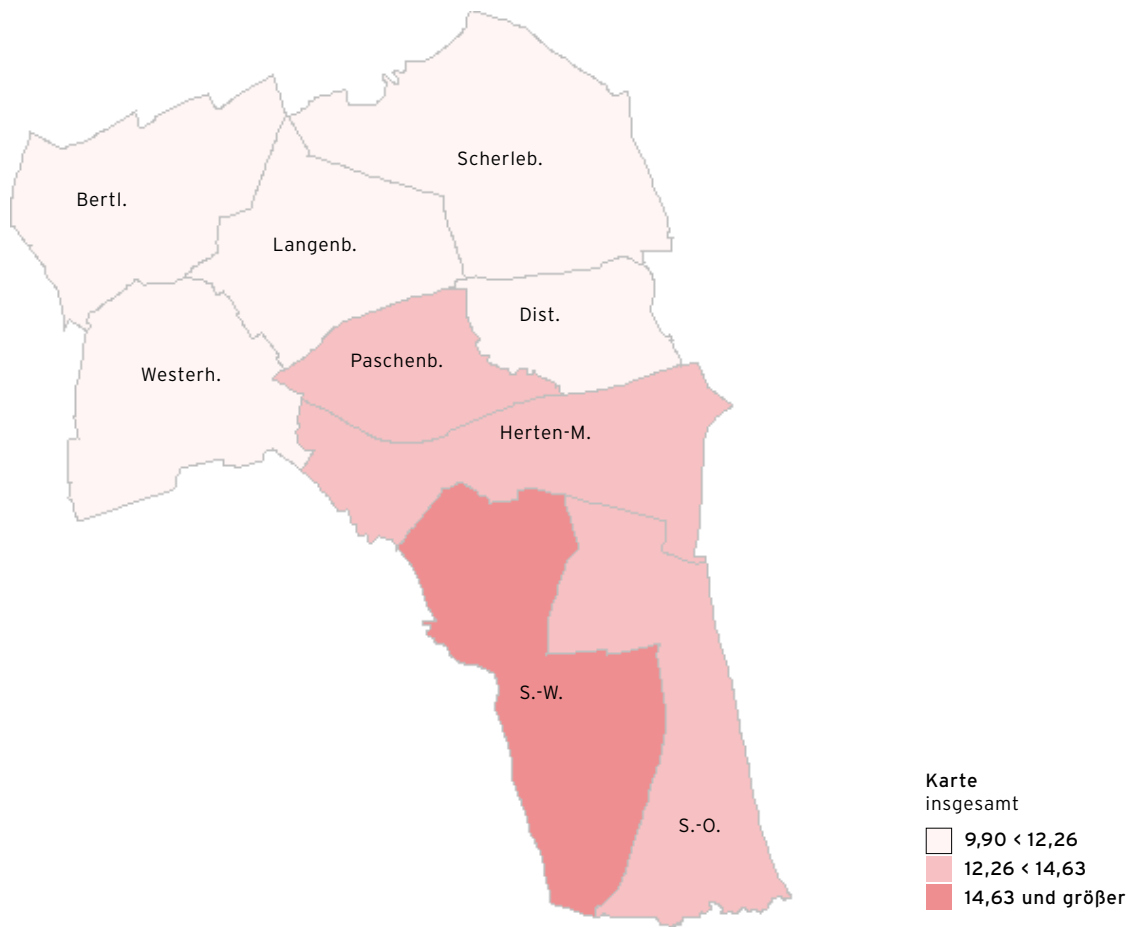 Scherleb.
Bertl.
Langenb.
Dist.
Paschenb.
Westerh.
Herten-M.
S.-W.
S.-O.
Karte
insgesamt
9,90 < 12,26
12,26 < 14,63
14,63 und größer